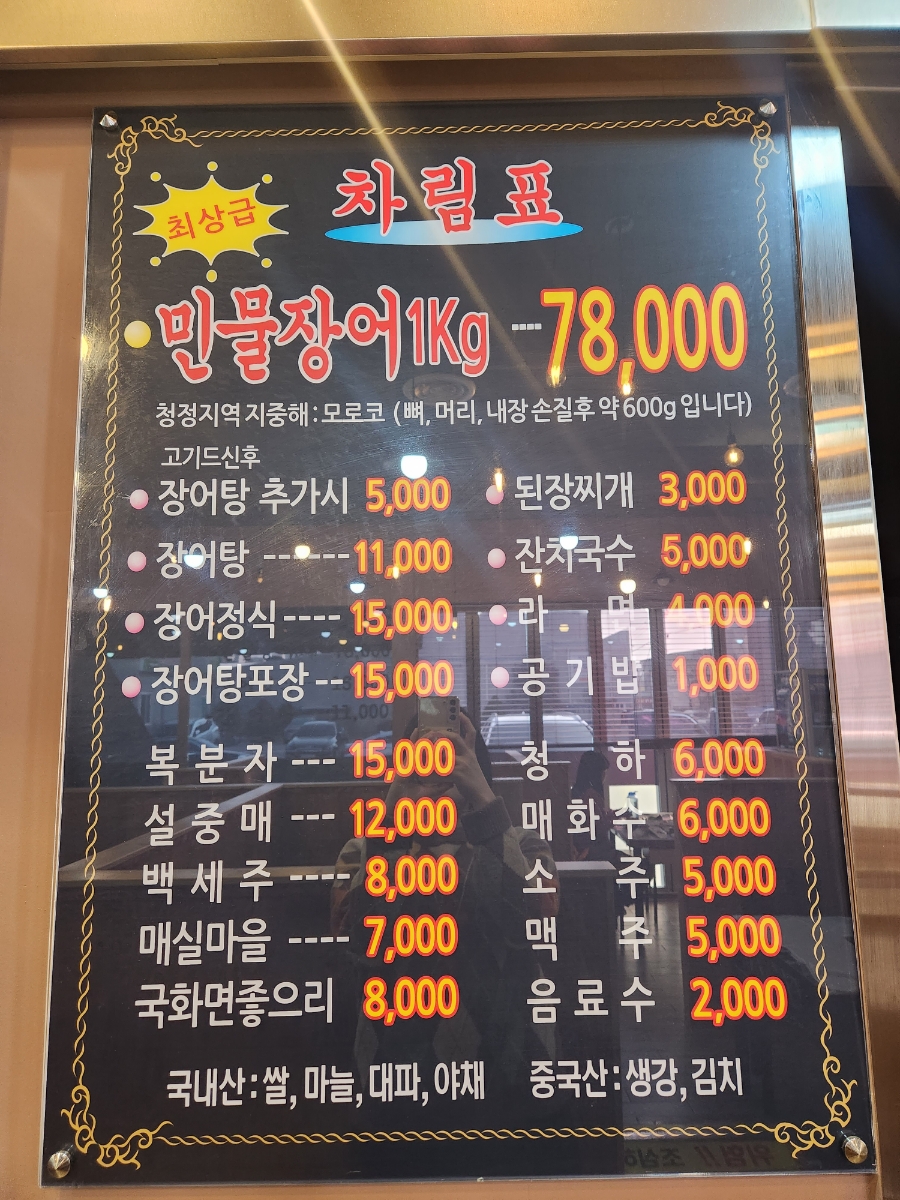 최상급
차림표
민물장어1Kg ---- 78,000
청정지역 지중해 : 모로코 (뼈, 머리, 내장 손질후 약 600g 입니다)
고기드신후
장어탕 추가시 5,000
장어탕 ------- 11,000
장어정식 ---- 15,000
장어탕포장 -- 15,000
된장찌개 3,000
잔치국수 5,000
라 면 4,000
공 기 밥 1,000
복 분 자 --- 15,000
설 중 매 --- 12,000
백 세 주 ---- 8,000
매실마을 ---- 7,000
국화면좋으리 8,000
청 하 6,000
매 화 수 6,000
소 주 5,000
맥 주 5,000
음 료 수 2,000
국내산 : 쌀, 마늘, 대파, 야채
중국산 : 생강, 김치